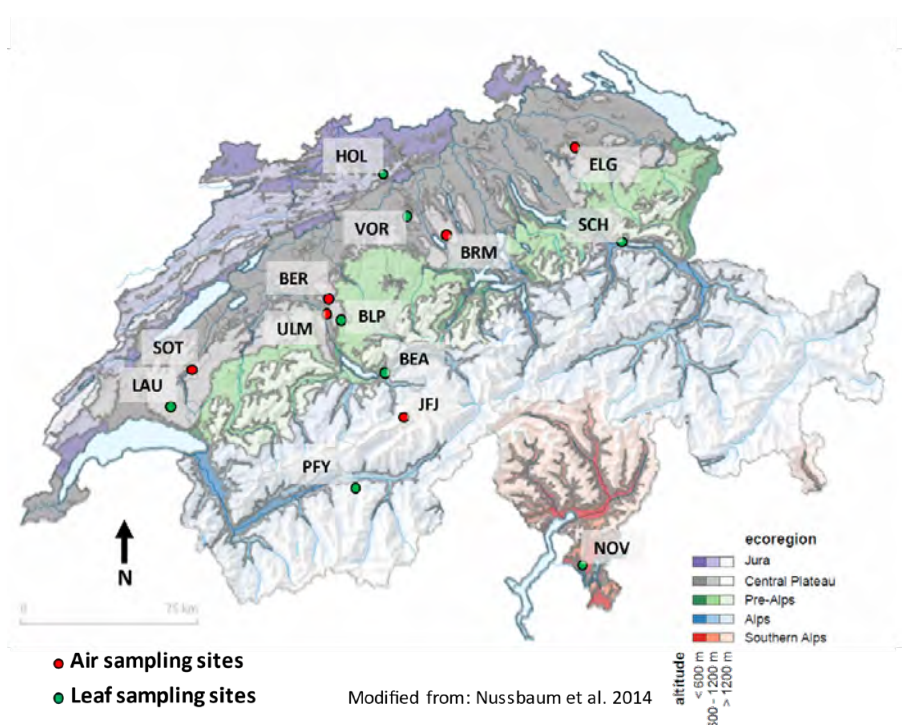 HOL
ELG
VOR
SCH
BRM
BER
ULM
BLP
SOT
BEA
LAU
JFJ
PFY
N
NOV
0 75 km
ecoregion
Jura
Central Plateau
Pre-Alps
Alps
Southern Alps
altitude
< 600 m
600 - 1200 m
> 1200 m
Air sampling sites
Leaf sampling sites
Modified from: Nussbaum et al. 2014